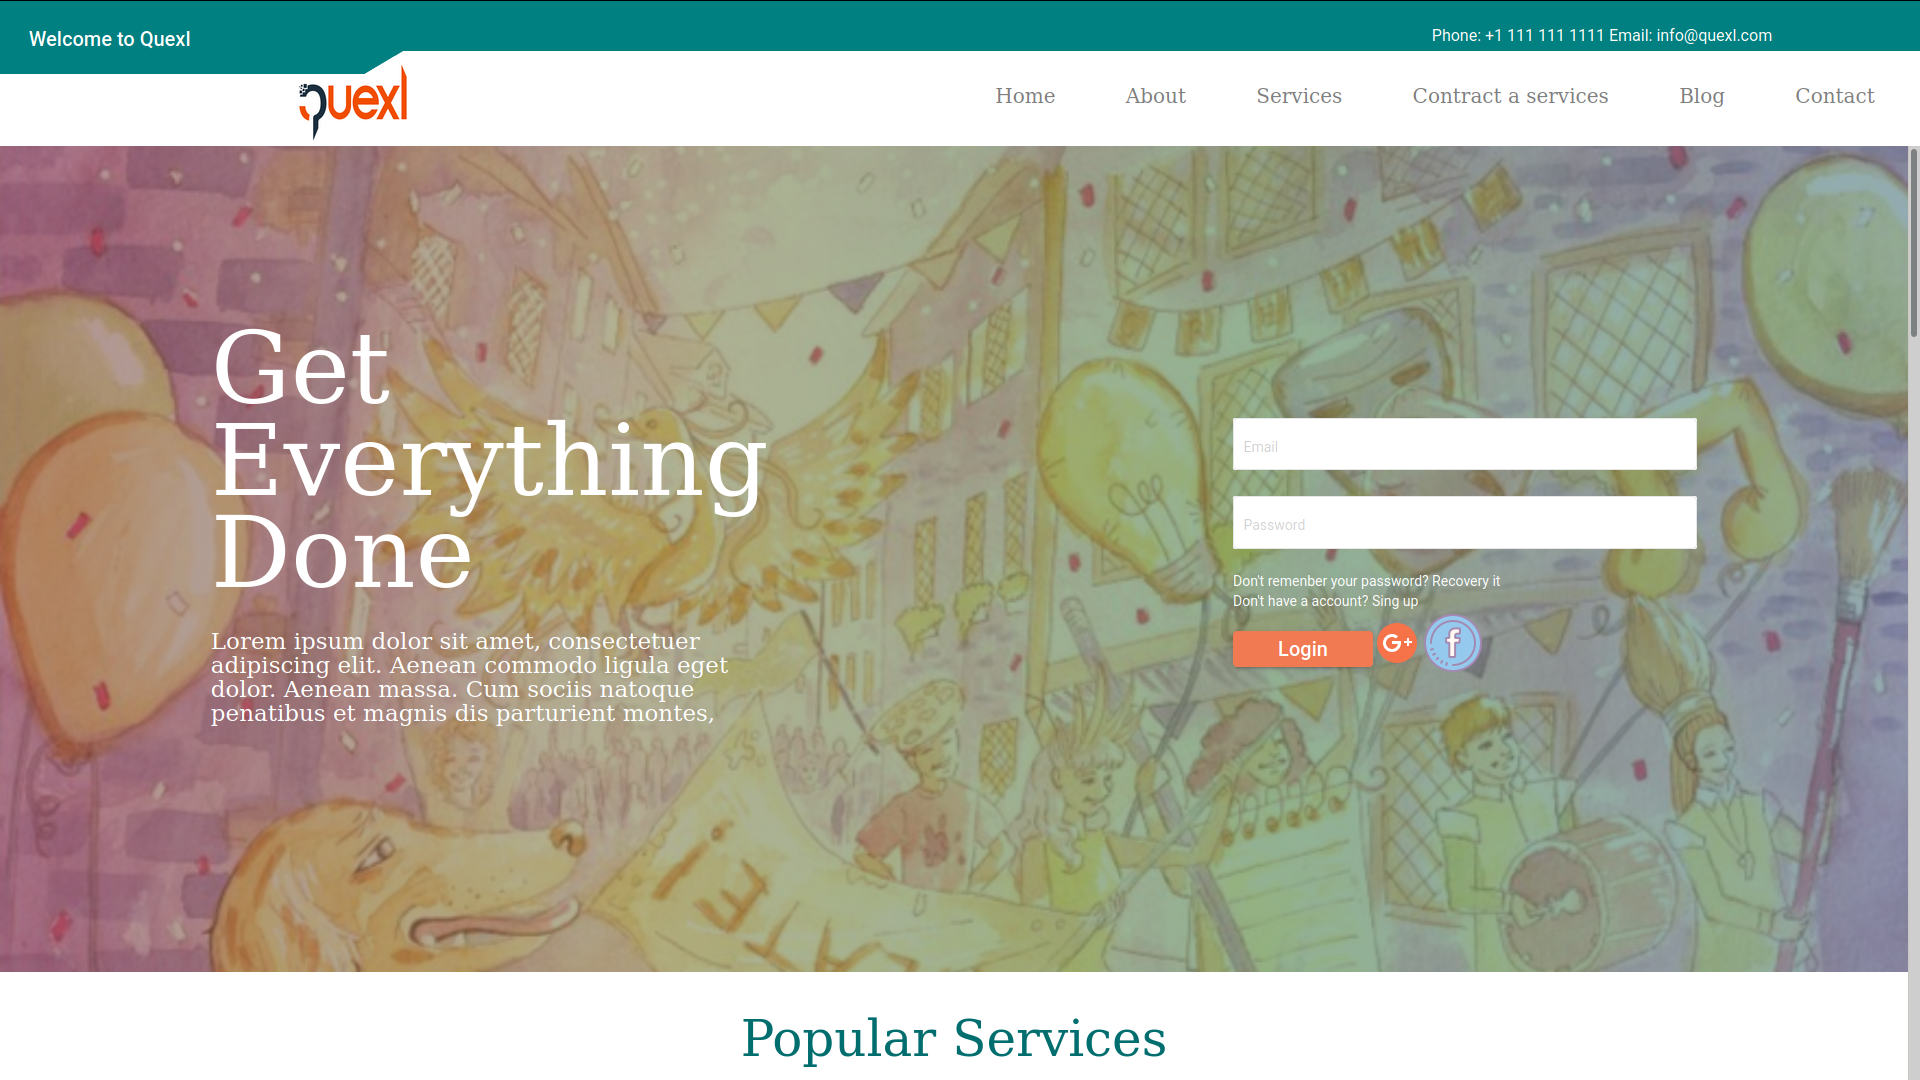 Welcome to Quexl
Phone: +1 111 111 1111 Email: info@quexl.com
quexl
Home About Services Contract a services Blog Contact
Get
Everything
Done
Lorem ipsum dolor sit amet, consectetuer
adipiscing elit. Aenean commodo ligula eget
dolor. Aenean massa. Cum sociis natoque
penatibus et magnis dis parturient montes,
Email
Password
Don't remenber your password? Recovery it
Don't have a account? Sing up
Login
G+
f
Popular Services